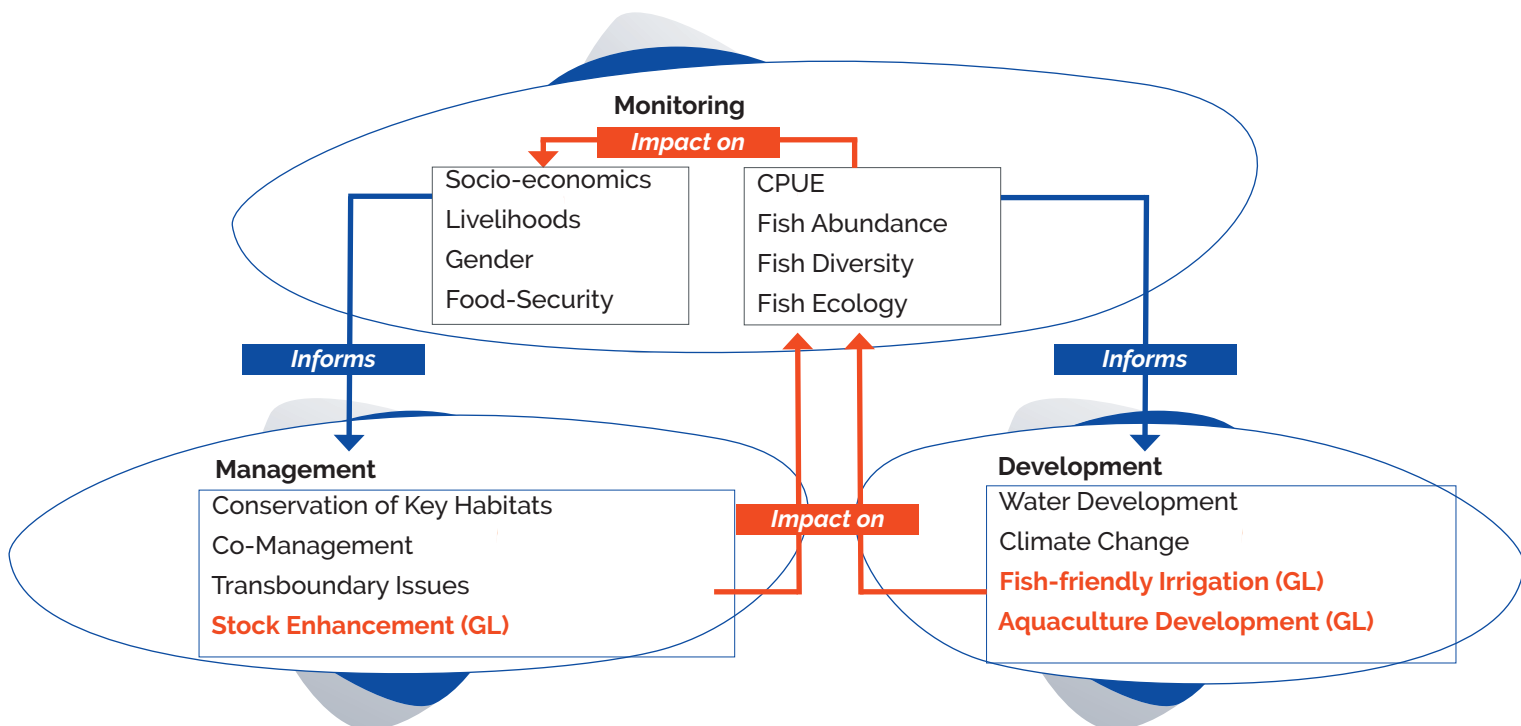 Monitoring
Impact on
Socio-economics
Livelihoods
Gender
Food-Security
CPUE
Fish Abundance
Fish Diversity
Fish Ecology
Informs
Informs
Management
Conservation of Key Habitats
Co-Management
Transboundary Issues
Stock Enhancement (GL)
Impact on
Development
Water Development
Climate Change
Fish-friendly Irrigation (GL)
Aquaculture Development (GL)